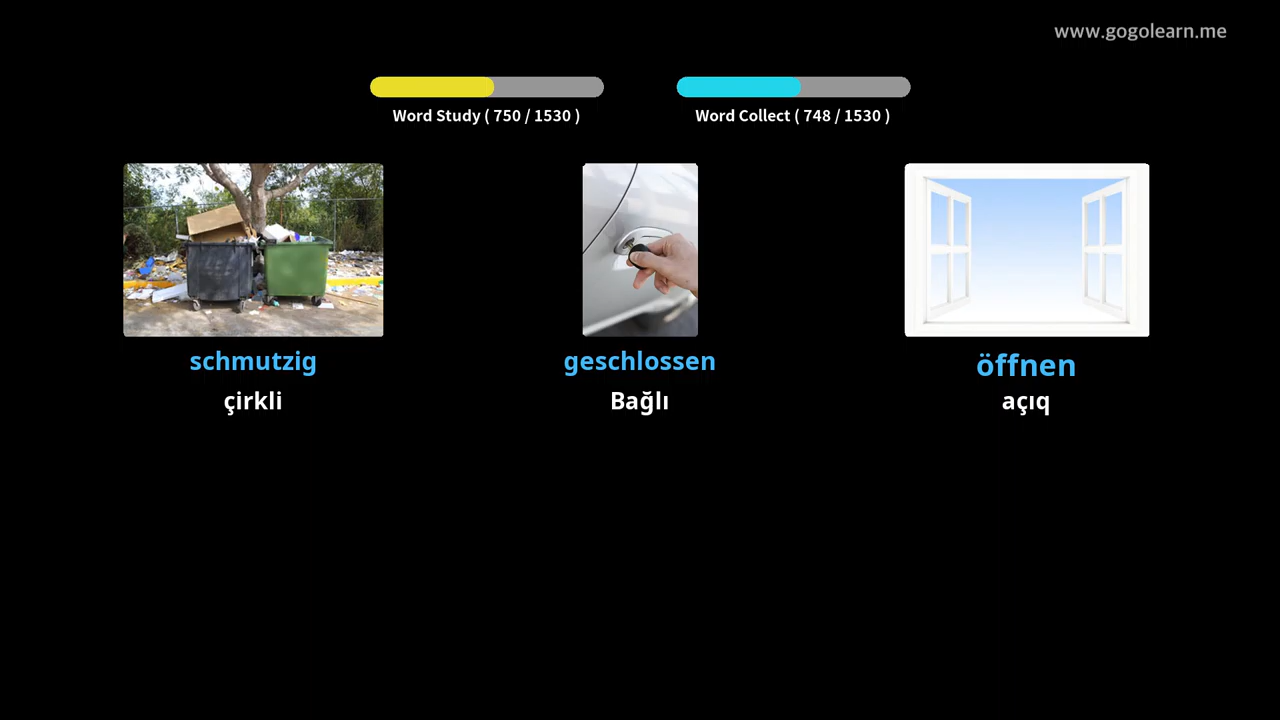 www.gogolearn.me
Word Study ( 750 / 1530 )
Word Collect ( 748 / 1530 )
schmutzig
geschlossen
öffnen
çirkli
Bağlı
açıq